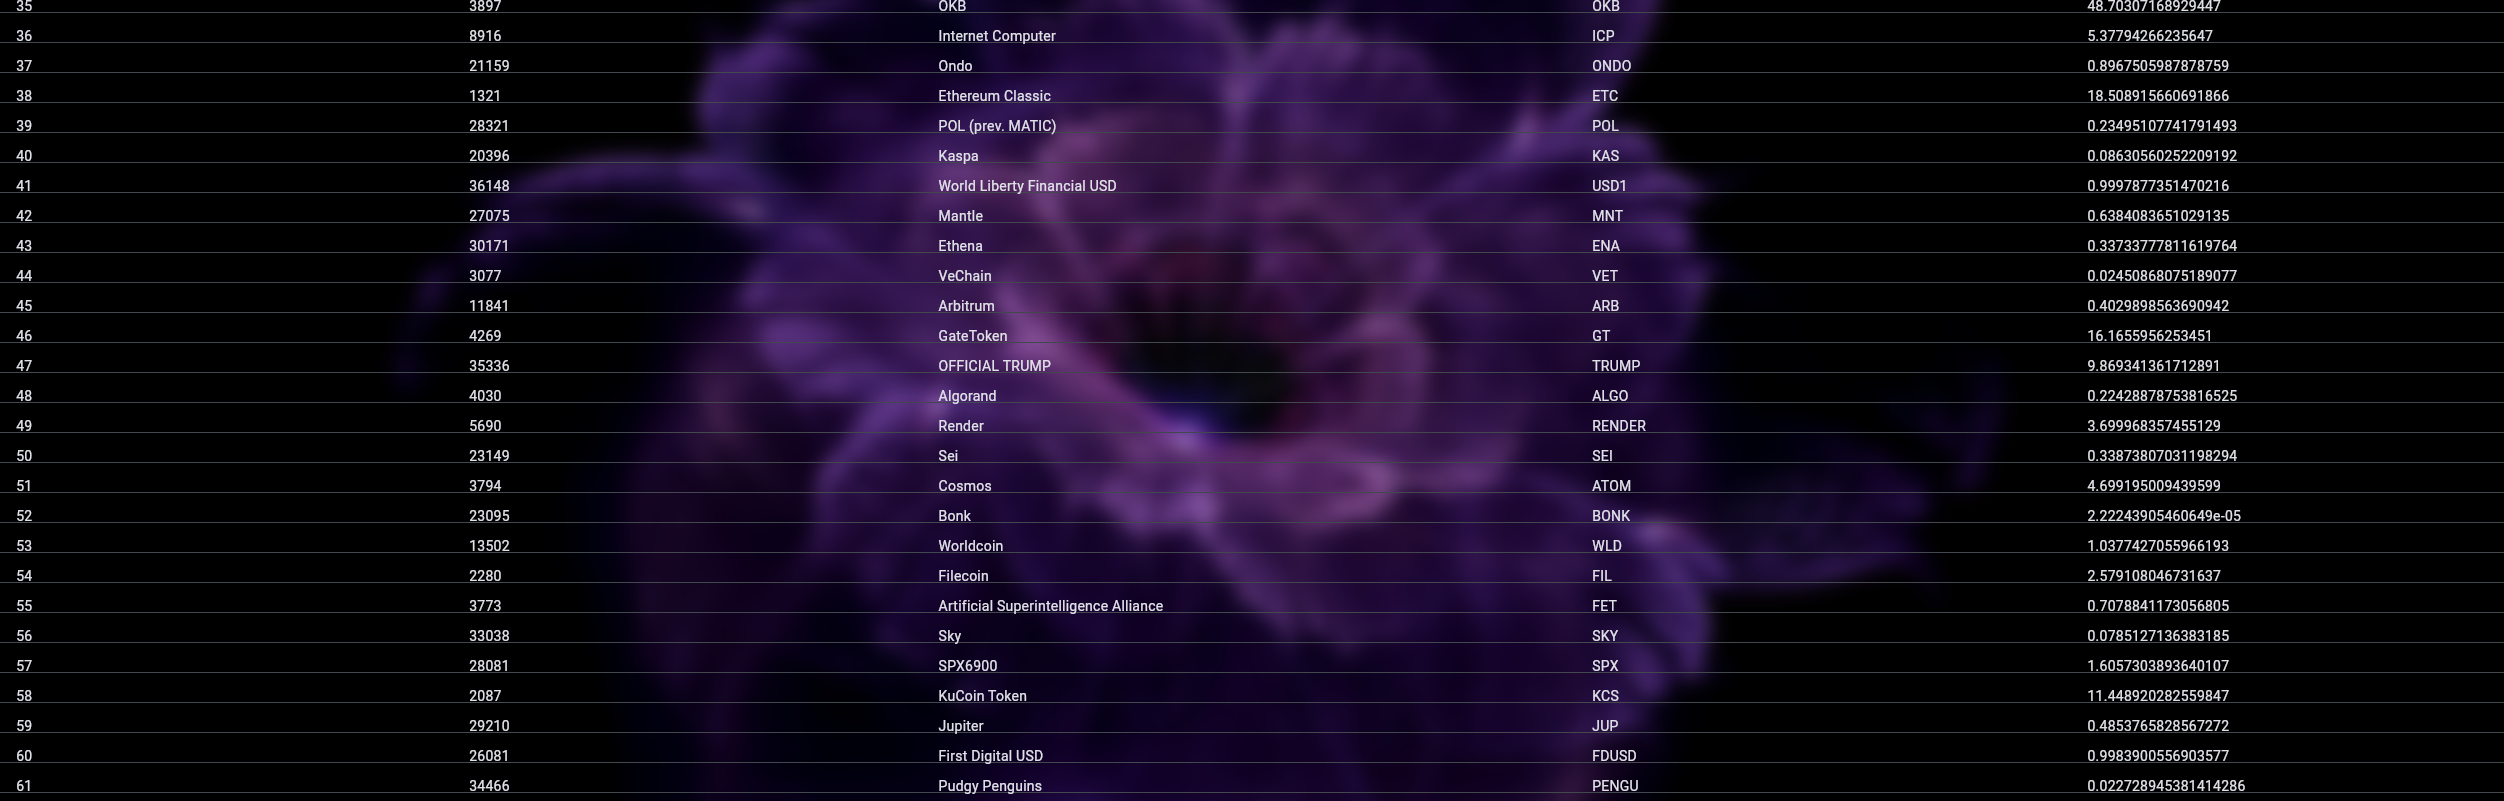 35 3897 OKB OKB 48.70307168929447
36 8916 Internet Computer ICP 5.37794266235647
37 21159 Ondo ONDO 0.8967505987878759
38 1321 Ethereum Classic ETC 18.508915660691866
39 28321 POL (prev. MATIC) POL 0.23495107741791493
40 20396 Kaspa KAS 0.08630560252209192
41 36148 World Liberty Financial USD USD1 0.9997877351470216
42 27075 Mantle MNT 0.6384083651029135
43 30171 Ethena ENA 0.33733777811619764
44 3077 VeChain VET 0.02450868075189077
45 11841 Arbitrum ARB 0.4029898563690942
46 4269 GateToken GT 16.1655956253451
47 35336 OFFICIAL TRUMP TRUMP 9.869341361712891
48 4030 Algorand ALGO 0.22428878753816525
49 5690 Render RENDER 3.699968357455129
50 23149 Sei SEI 0.33873807031198294
51 3794 Cosmos ATOM 4.699195009439599
52 23095 Bonk BONK 2.22243905460649e-05
53 13502 Worldcoin WLD 1.0377427055966193
54 2280 Filecoin FIL 2.579108046731637
55 3773 Artificial Superintelligence Alliance FET 0.7078841173056805
56 33038 Sky SKY 0.0785127136383185
57 28081 SPX6900 SPX 1.6057303893640107
58 2087 KuCoin Token KCS 11.448920282559847
59 29210 Jupiter JUP 0.4853765828567272
60 26081 First Digital USD FDUSD 0.9983900556903577
61 34466 Pudgy Penguins PENGU 0.022728945381414286